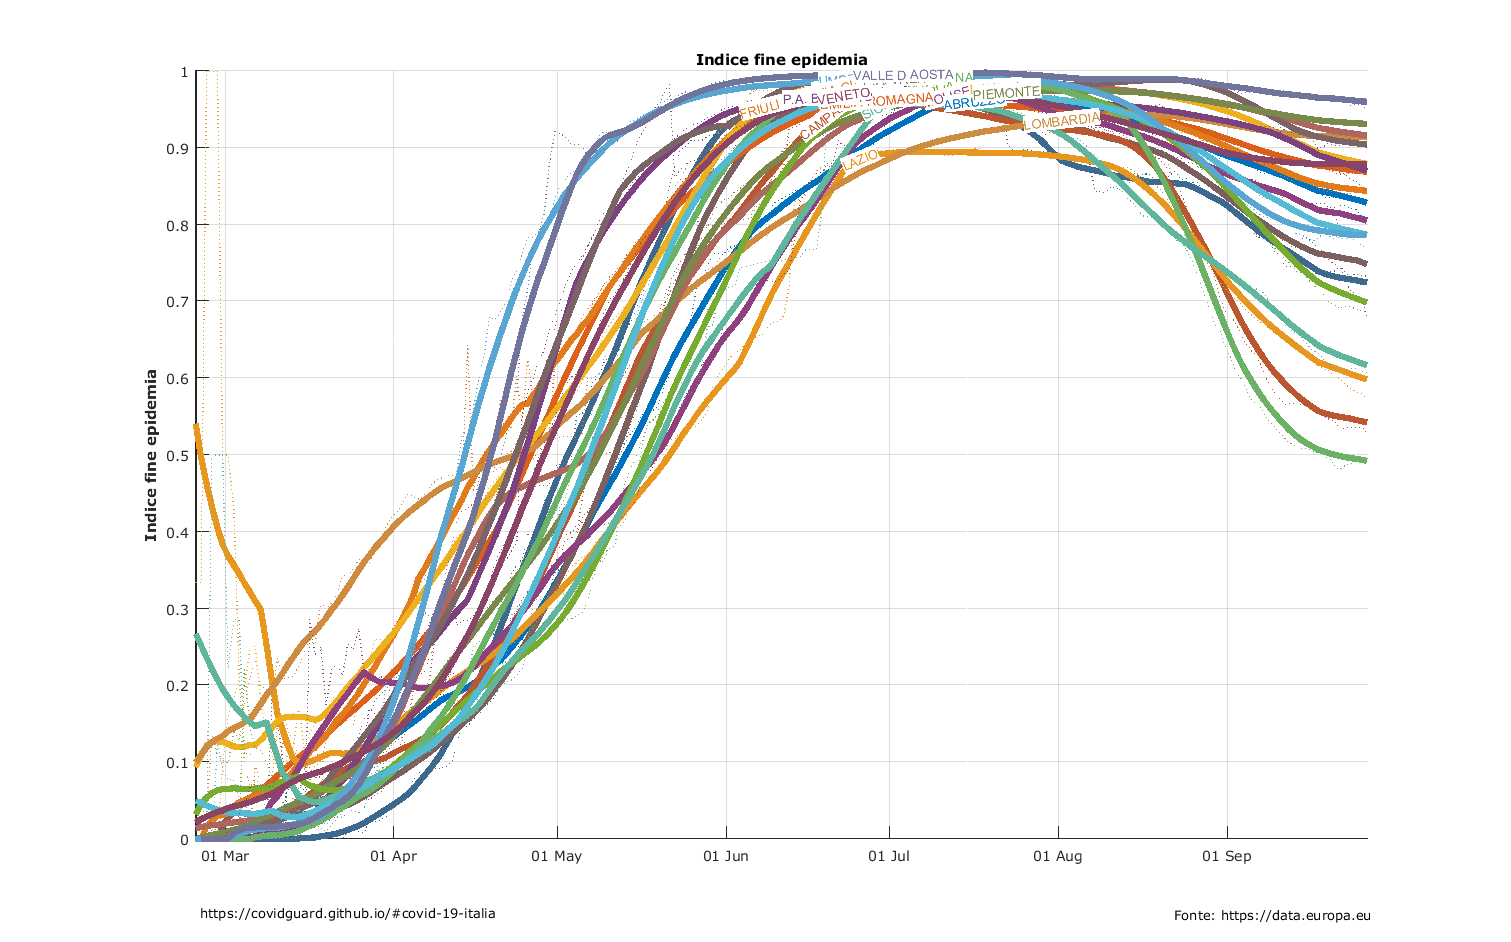 Indice fine epidemia
Indice fine epidemia
1
0.9
0.8
0.7
0.6
0.5
0.4
0.3
0.2
0.1
0
VALLE D AOSTA
P.A.
VENETO
PIEMONTE
FRIULI
ROMAGNA
ABRUZZO
LOMBARDIA
LAZIO
01 Mar
01 Apr
01 May
01 Jun
01 Jul
01 Aug
01 Sep
https://covidguard.github.io/#covid-19-italia
Fonte: https://data.europa.eu